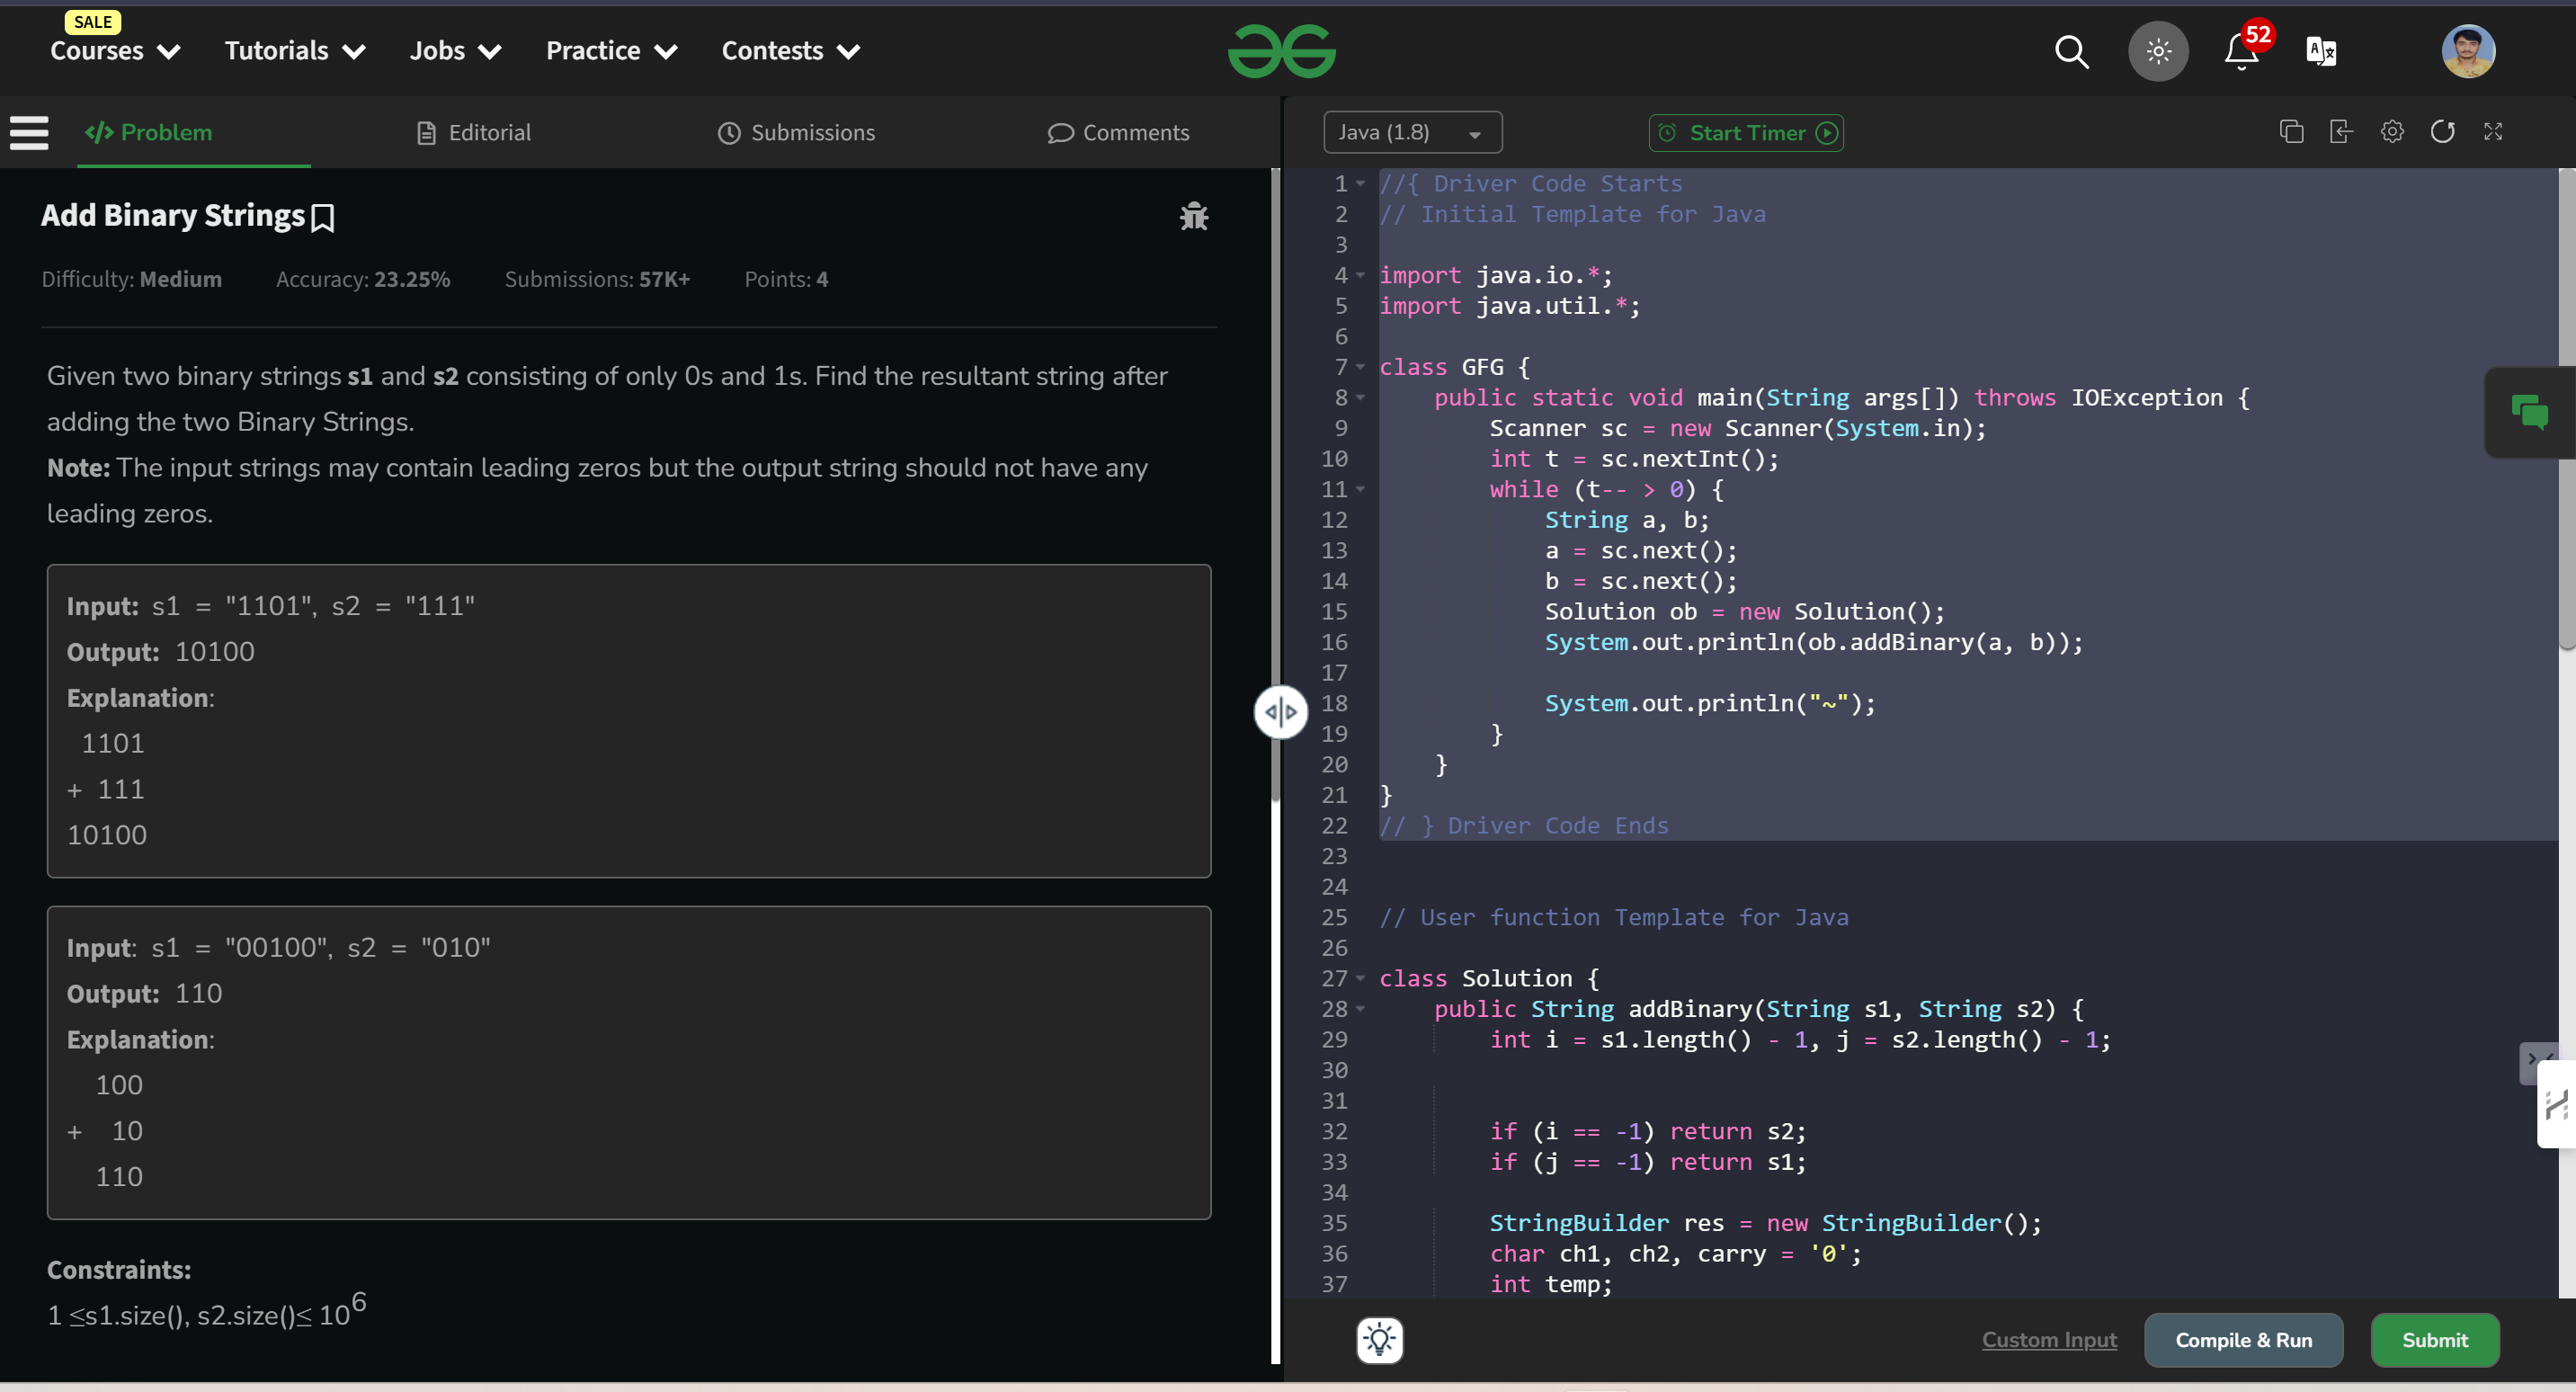 SALE
Courses Tutorials Jobs Practice Contests
52
</> Problem Editorial Submissions Comments
Add Binary Strings
Difficulty: Medium Accuracy: 23.25% Submissions: 57K+ Points: 4
Given two binary strings s1 and s2 consisting of only 0s and 1s. Find the resultant string after
adding the two Binary Strings.
Note: The input strings may contain leading zeros but the output string should not have any
leading zeros.
Input: s1 = "1101", s2 = "111"
Output: 10100
Explanation:
1101
+ 111
10100
Input: s1 = "00100", s2 = "010"
Output: 110
Explanation:
100
+ 10
110
Constraints:
1 ≤s1.size(), s2.size()≤ 10^6
Java (1.8) Start Timer
1 //{ Driver Code Starts
2 // Initial Template for Java
3
4 import java.io.*;
5 import java.util.*;
6
7 class GFG {
8 public static void main(String args[]) throws IOException {
9 Scanner sc = new Scanner(System.in);
10 int t = sc.nextInt();
11 while (t-- > 0) {
12 String a, b;
13 a = sc.next();
14 b = sc.next();
15 Solution ob = new Solution();
16 System.out.println(ob.addBinary(a, b));
17
18 System.out.println("~");
19 }
20 }
21 }
22 // } Driver Code Ends
23
24
25 // User function Template for Java
26
27 class Solution {
28 public String addBinary(String s1, String s2) {
29 int i = s1.length() - 1, j = s2.length() - 1;
30
31
32 if (i == -1) return s2;
33 if (j == -1) return s1;
34
35 StringBuilder res = new StringBuilder();
36 char ch1, ch2, carry = '0';
37 int temp;
Custom Input Compile & Run Submit